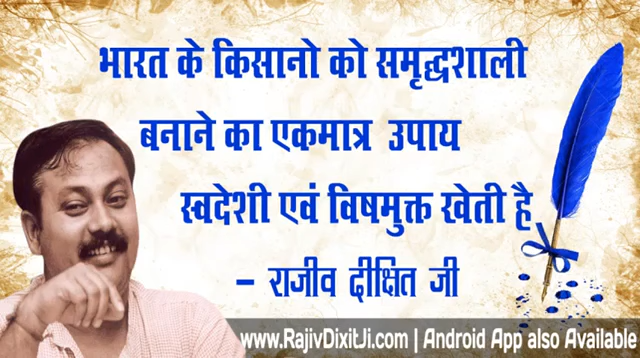 भारत के किसानो को समृद्धशाली
बनाने का एकमात्र उपाय
स्वदेशी एवं विषमुक्त खेती है
– राजीव दीक्षित जी
www.RajivDixitJi.com | Android App also Available